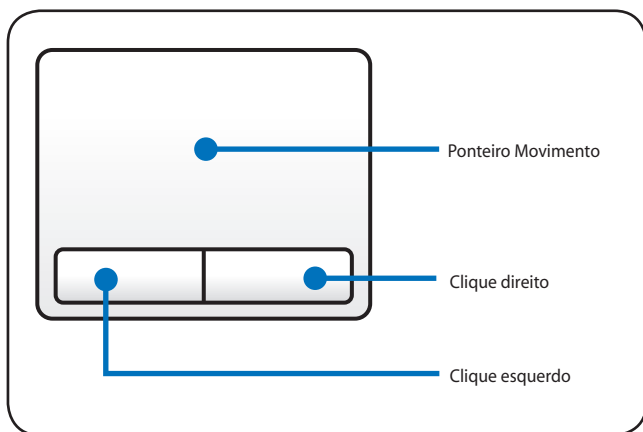 Ponteiro Movimento
Clique direito
Clique esquerdo